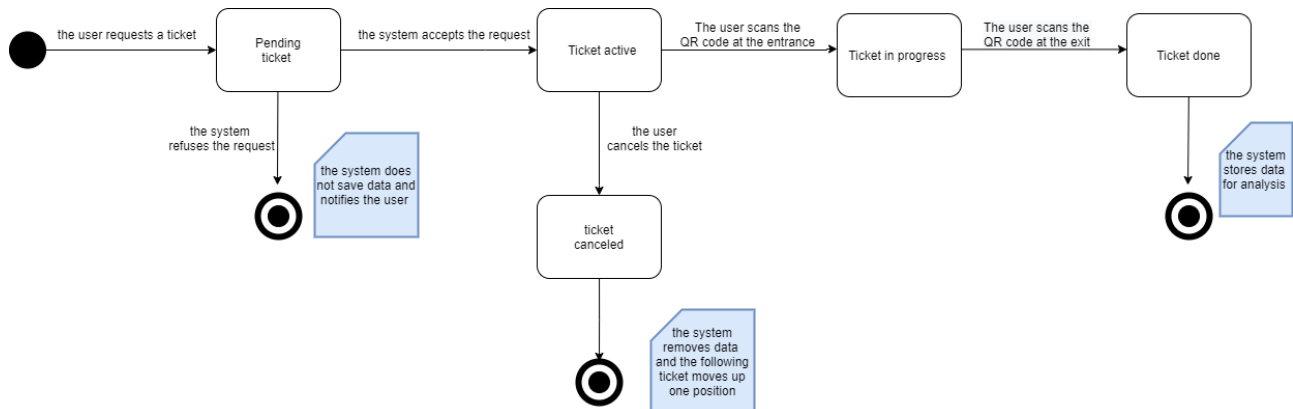 the user requests a ticket
Pending
ticket
the system accepts the request
Ticket active
The user scans the
QR code at the entrance
Ticket in progress
The user scans the
QR code at the exit
Ticket done
the system
refuses the request
the system does
not save data and
notifies the user
the user
cancels the ticket
the system
stores data
for analysis
ticket
canceled
the system
removes data
and the following
ticket moves up
one position